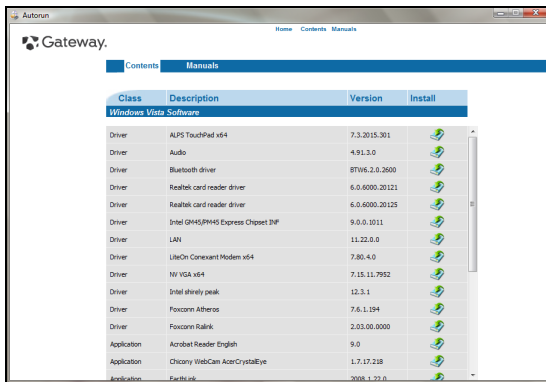 Autorun
Home Contents Manuals
Gateway.
Contents Manuals
Class Description Version Install
Windows Vista Software
Driver ALPS TouchPad x64 7.3.2015.301
Driver Audio 4.91.3.0
Driver Bluetooth driver BTW6.2.0.2600
Driver Realtek card reader driver 6.0.6000.20121
Driver Realtek card reader driver 6.0.6000.20125
Driver Intel GM45/PM45 Express Chipset INF 9.0.0.1011
Driver LAN 11.22.0.0
Driver LiteOn Conexant Modem x64 7.80.4.0
Driver NV VGA x64 7.15.11.7952
Driver Intel shirely peak 12.3.1
Driver Foxconn Atheros 7.6.1.194
Driver Foxconn Ralink 2.03.00.0000
Application Acrobat Reader English 9.0
Application Chicony WebCam AcerCrystalEye 1.7.17.218
Application EarthLink 2008.1.22.0